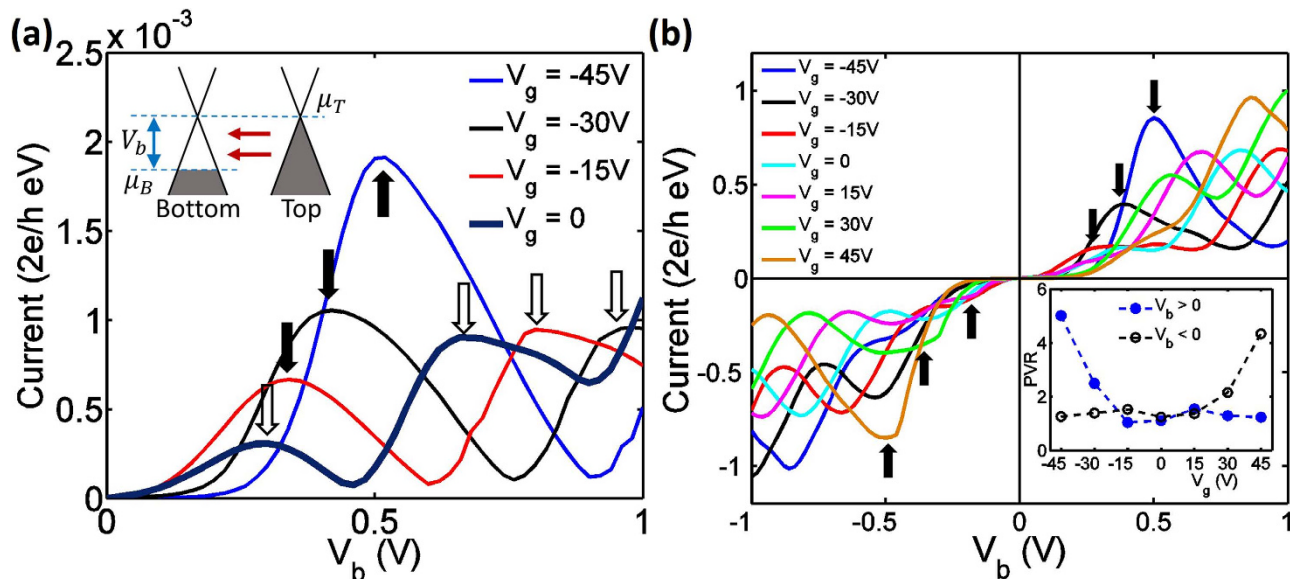 (a)
2.5 x 10⁻³
2
1.5
1
0.5
0
Current (2e/h eV)
0
0.5
1
V_b (V)
V_g = -45V
V_g = -30V
V_g = -15V
V_g = 0
V_b
μ_T
μ_B
Bottom
Top
(b)
1
0.5
0
-0.5
-1
Current (2e/h eV)
-1
-0.5
0
0.5
1
V_b (V)
V_g = -45V
V_g = -30V
V_g = -15V
V_g = 0
V_g = 15V
V_g = 30V
V_g = 45V
6
4
2
0
PVR
V_b > 0
V_b < 0
-45
-30
-15
0
15
30
45
V_g (V)